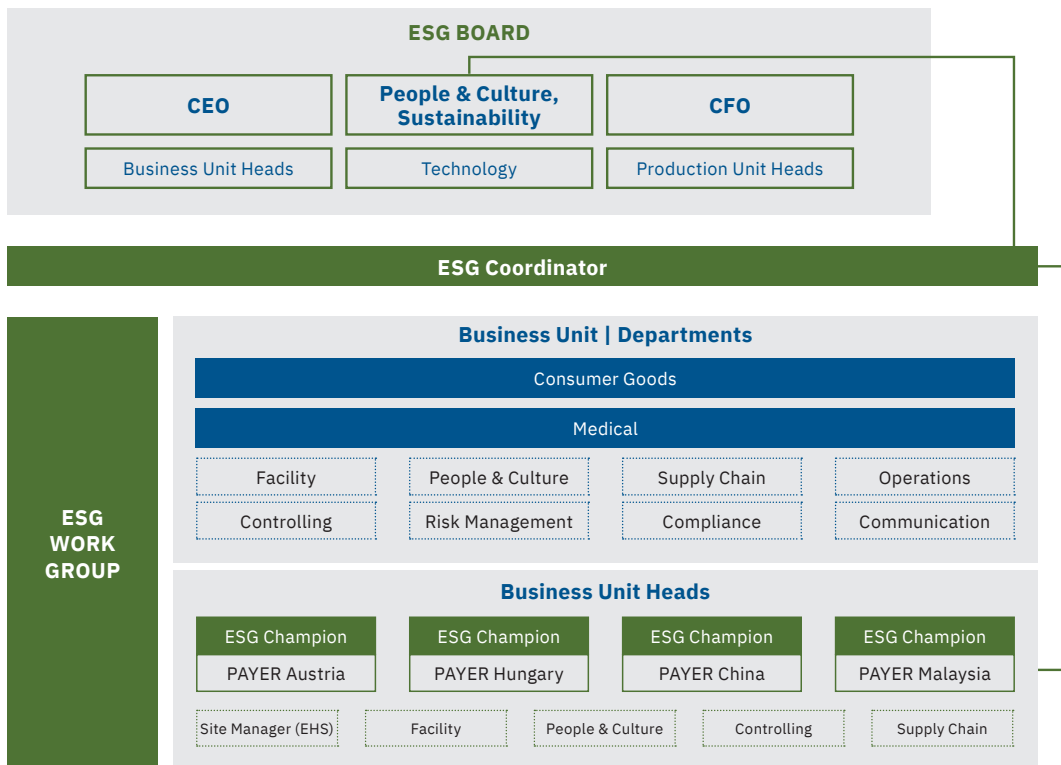 ESG BOARD
CEO
People & Culture,
Sustainability
CFO
Business Unit Heads
Technology
Production Unit Heads
ESG Coordinator
ESG
WORK
GROUP
Business Unit | Departments
Consumer Goods
Medical
Facility
People & Culture
Supply Chain
Operations
Controlling
Risk Management
Compliance
Communication
Business Unit Heads
ESG Champion
ESG Champion
ESG Champion
ESG Champion
PAYER Austria
PAYER Hungary
PAYER China
PAYER Malaysia
Site Manager (EHS)
Facility
People & Culture
Controlling
Supply Chain